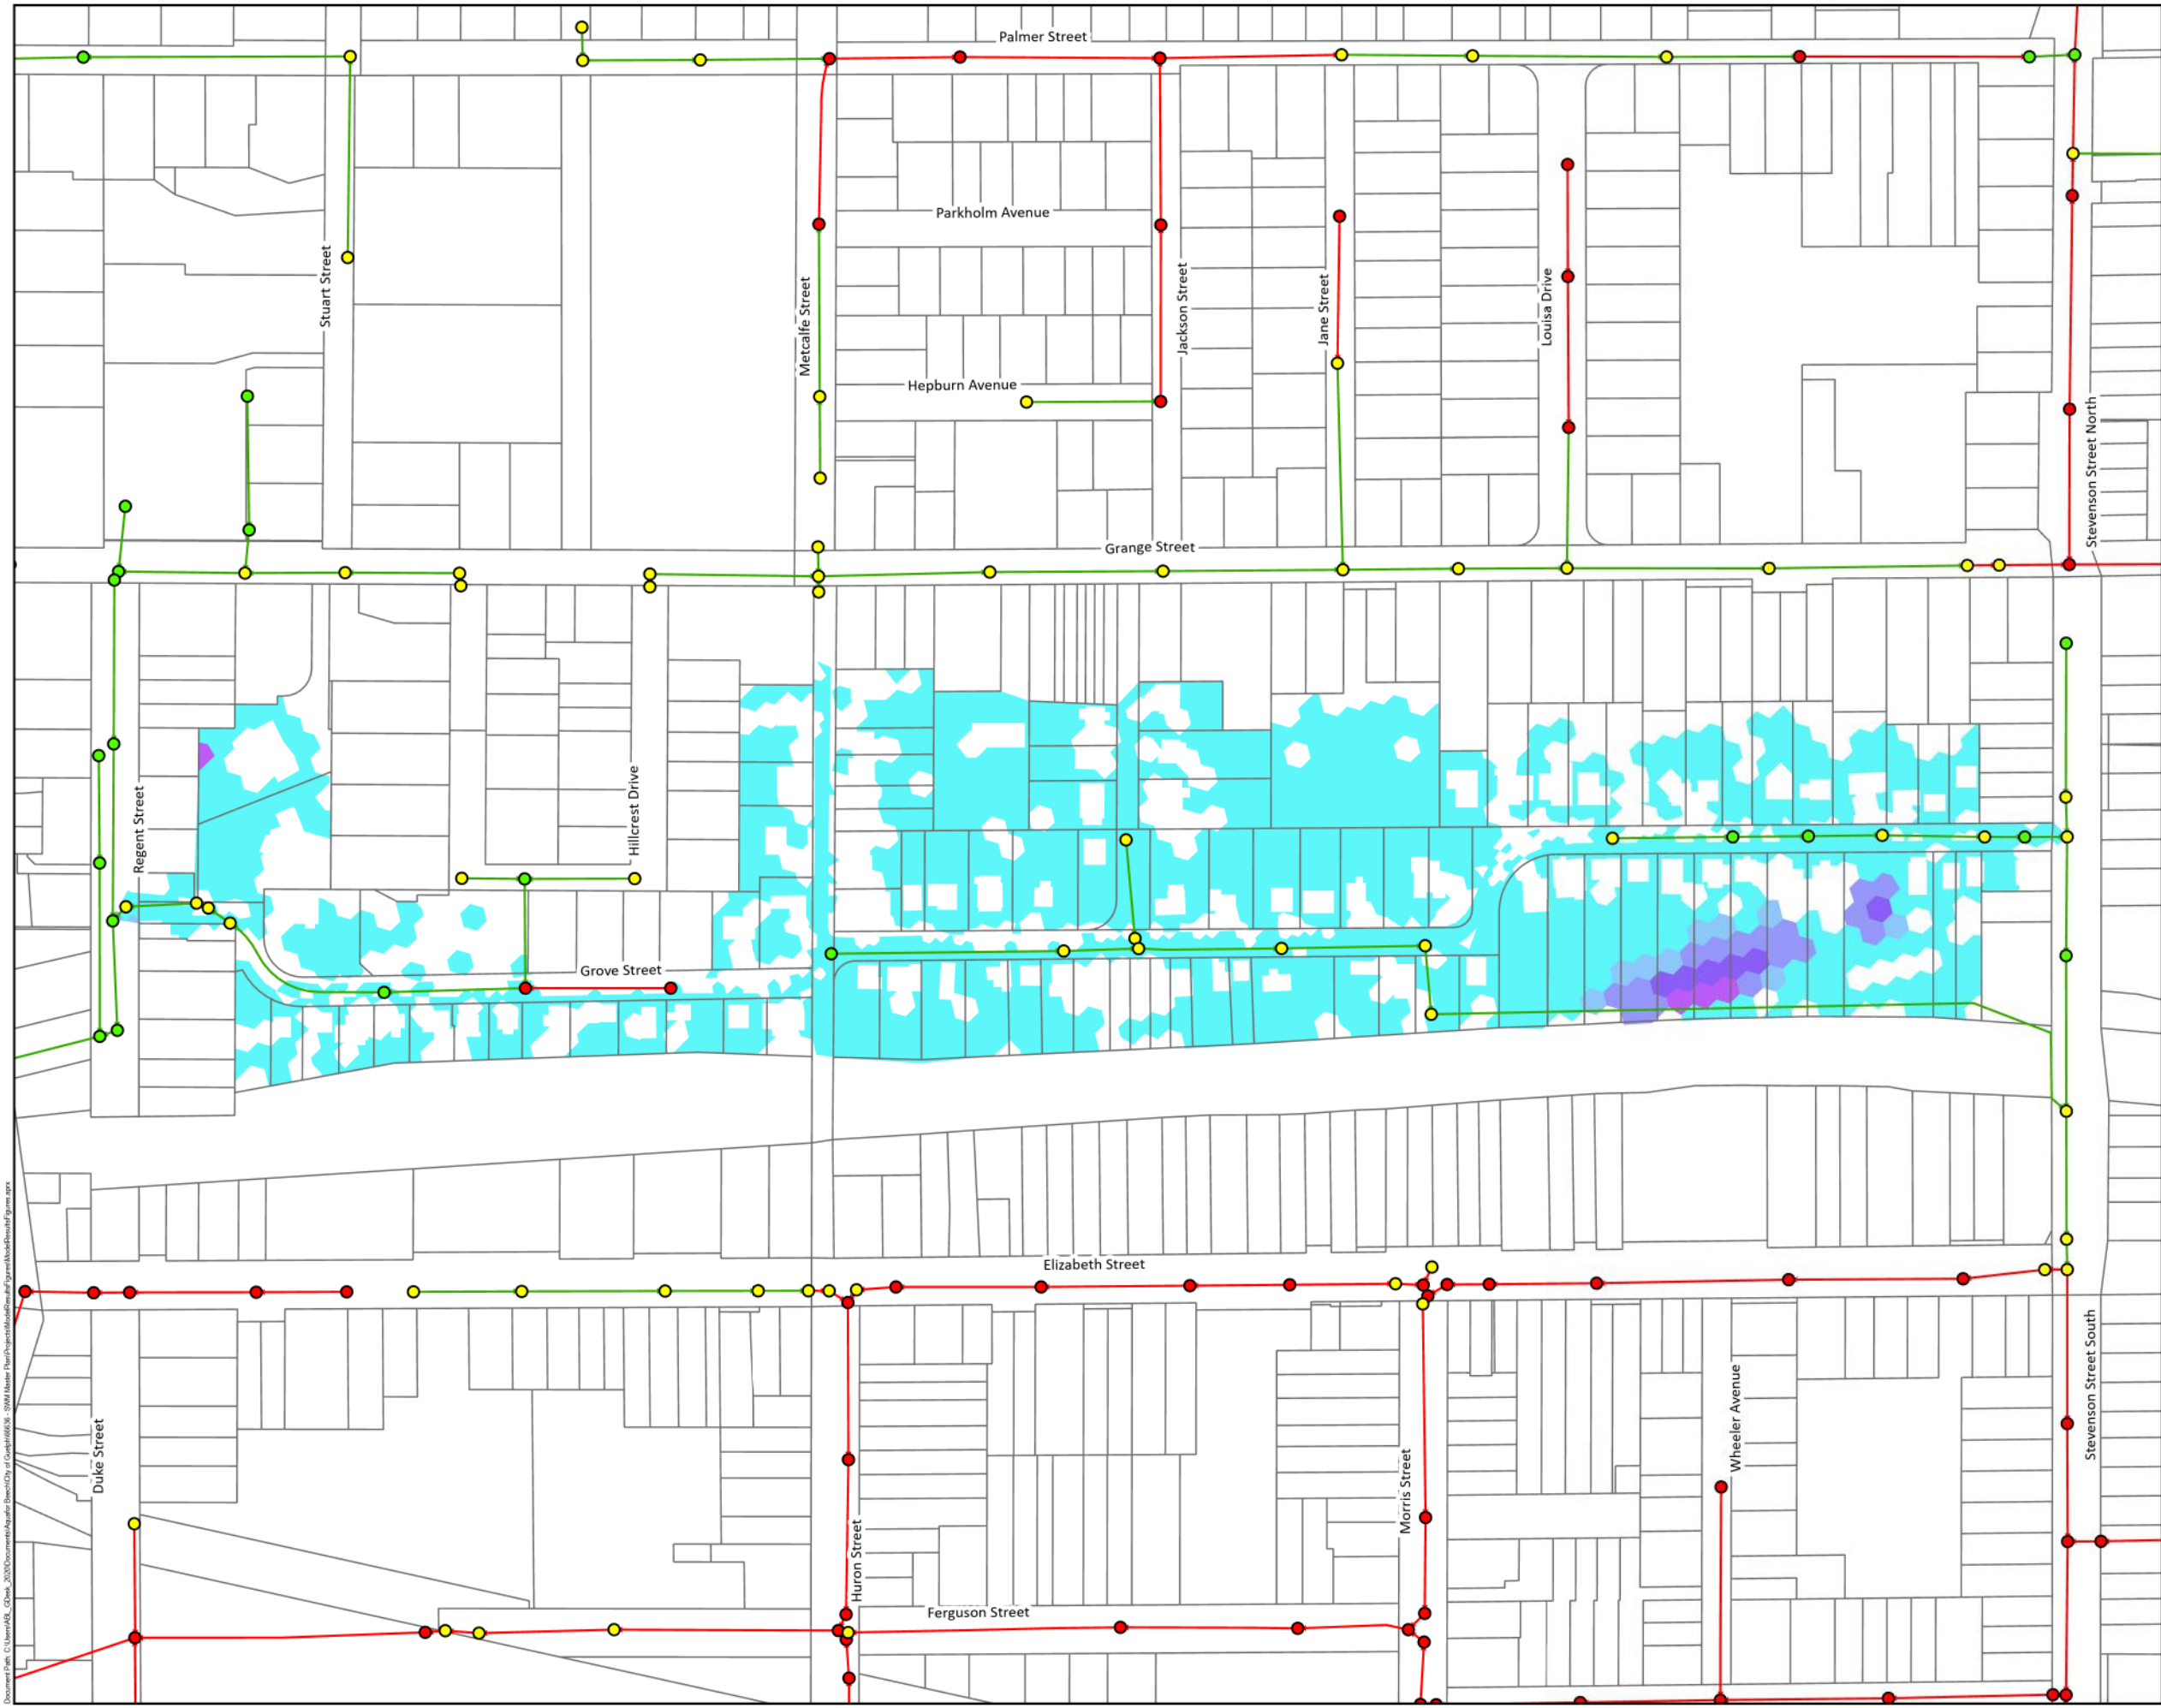 Palmer Street
Parkholm Avenue
Stuart Street
Metcalfe Street
Jackson Street
Jane Street
Louisa Drive
Hepburn Avenue
Stevenson Street North
Grange Street
Regent Street
Hillcrest Drive
Grove Street
Elizabeth Street
Duke Street
Huron Street
Morris Street
Wheeler Avenue
Stevenson Street South
Ferguson Street